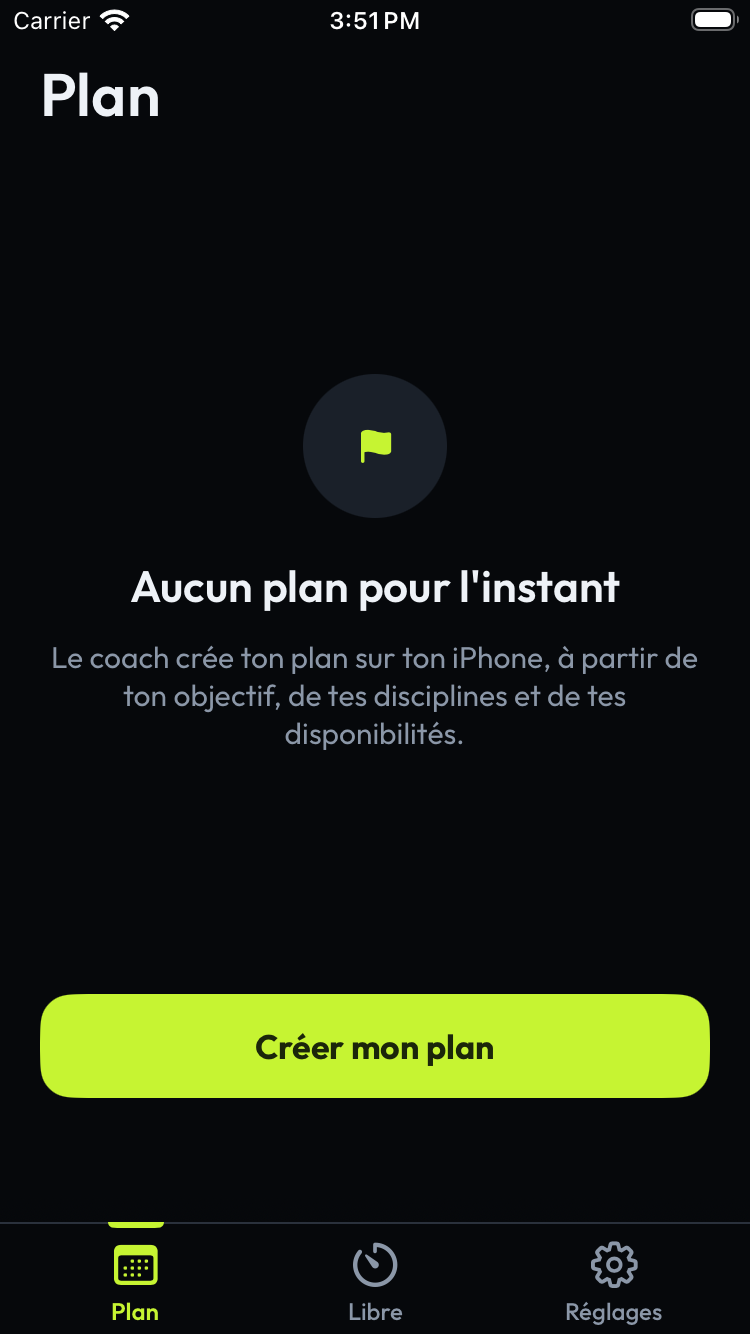 Carrier 3:51 PM
Plan
Aucun plan pour l'instant
Le coach crée ton plan sur ton iPhone, à partir de
ton objectif, de tes disciplines et de tes
disponibilités.
Créer mon plan
Plan Libre Réglages